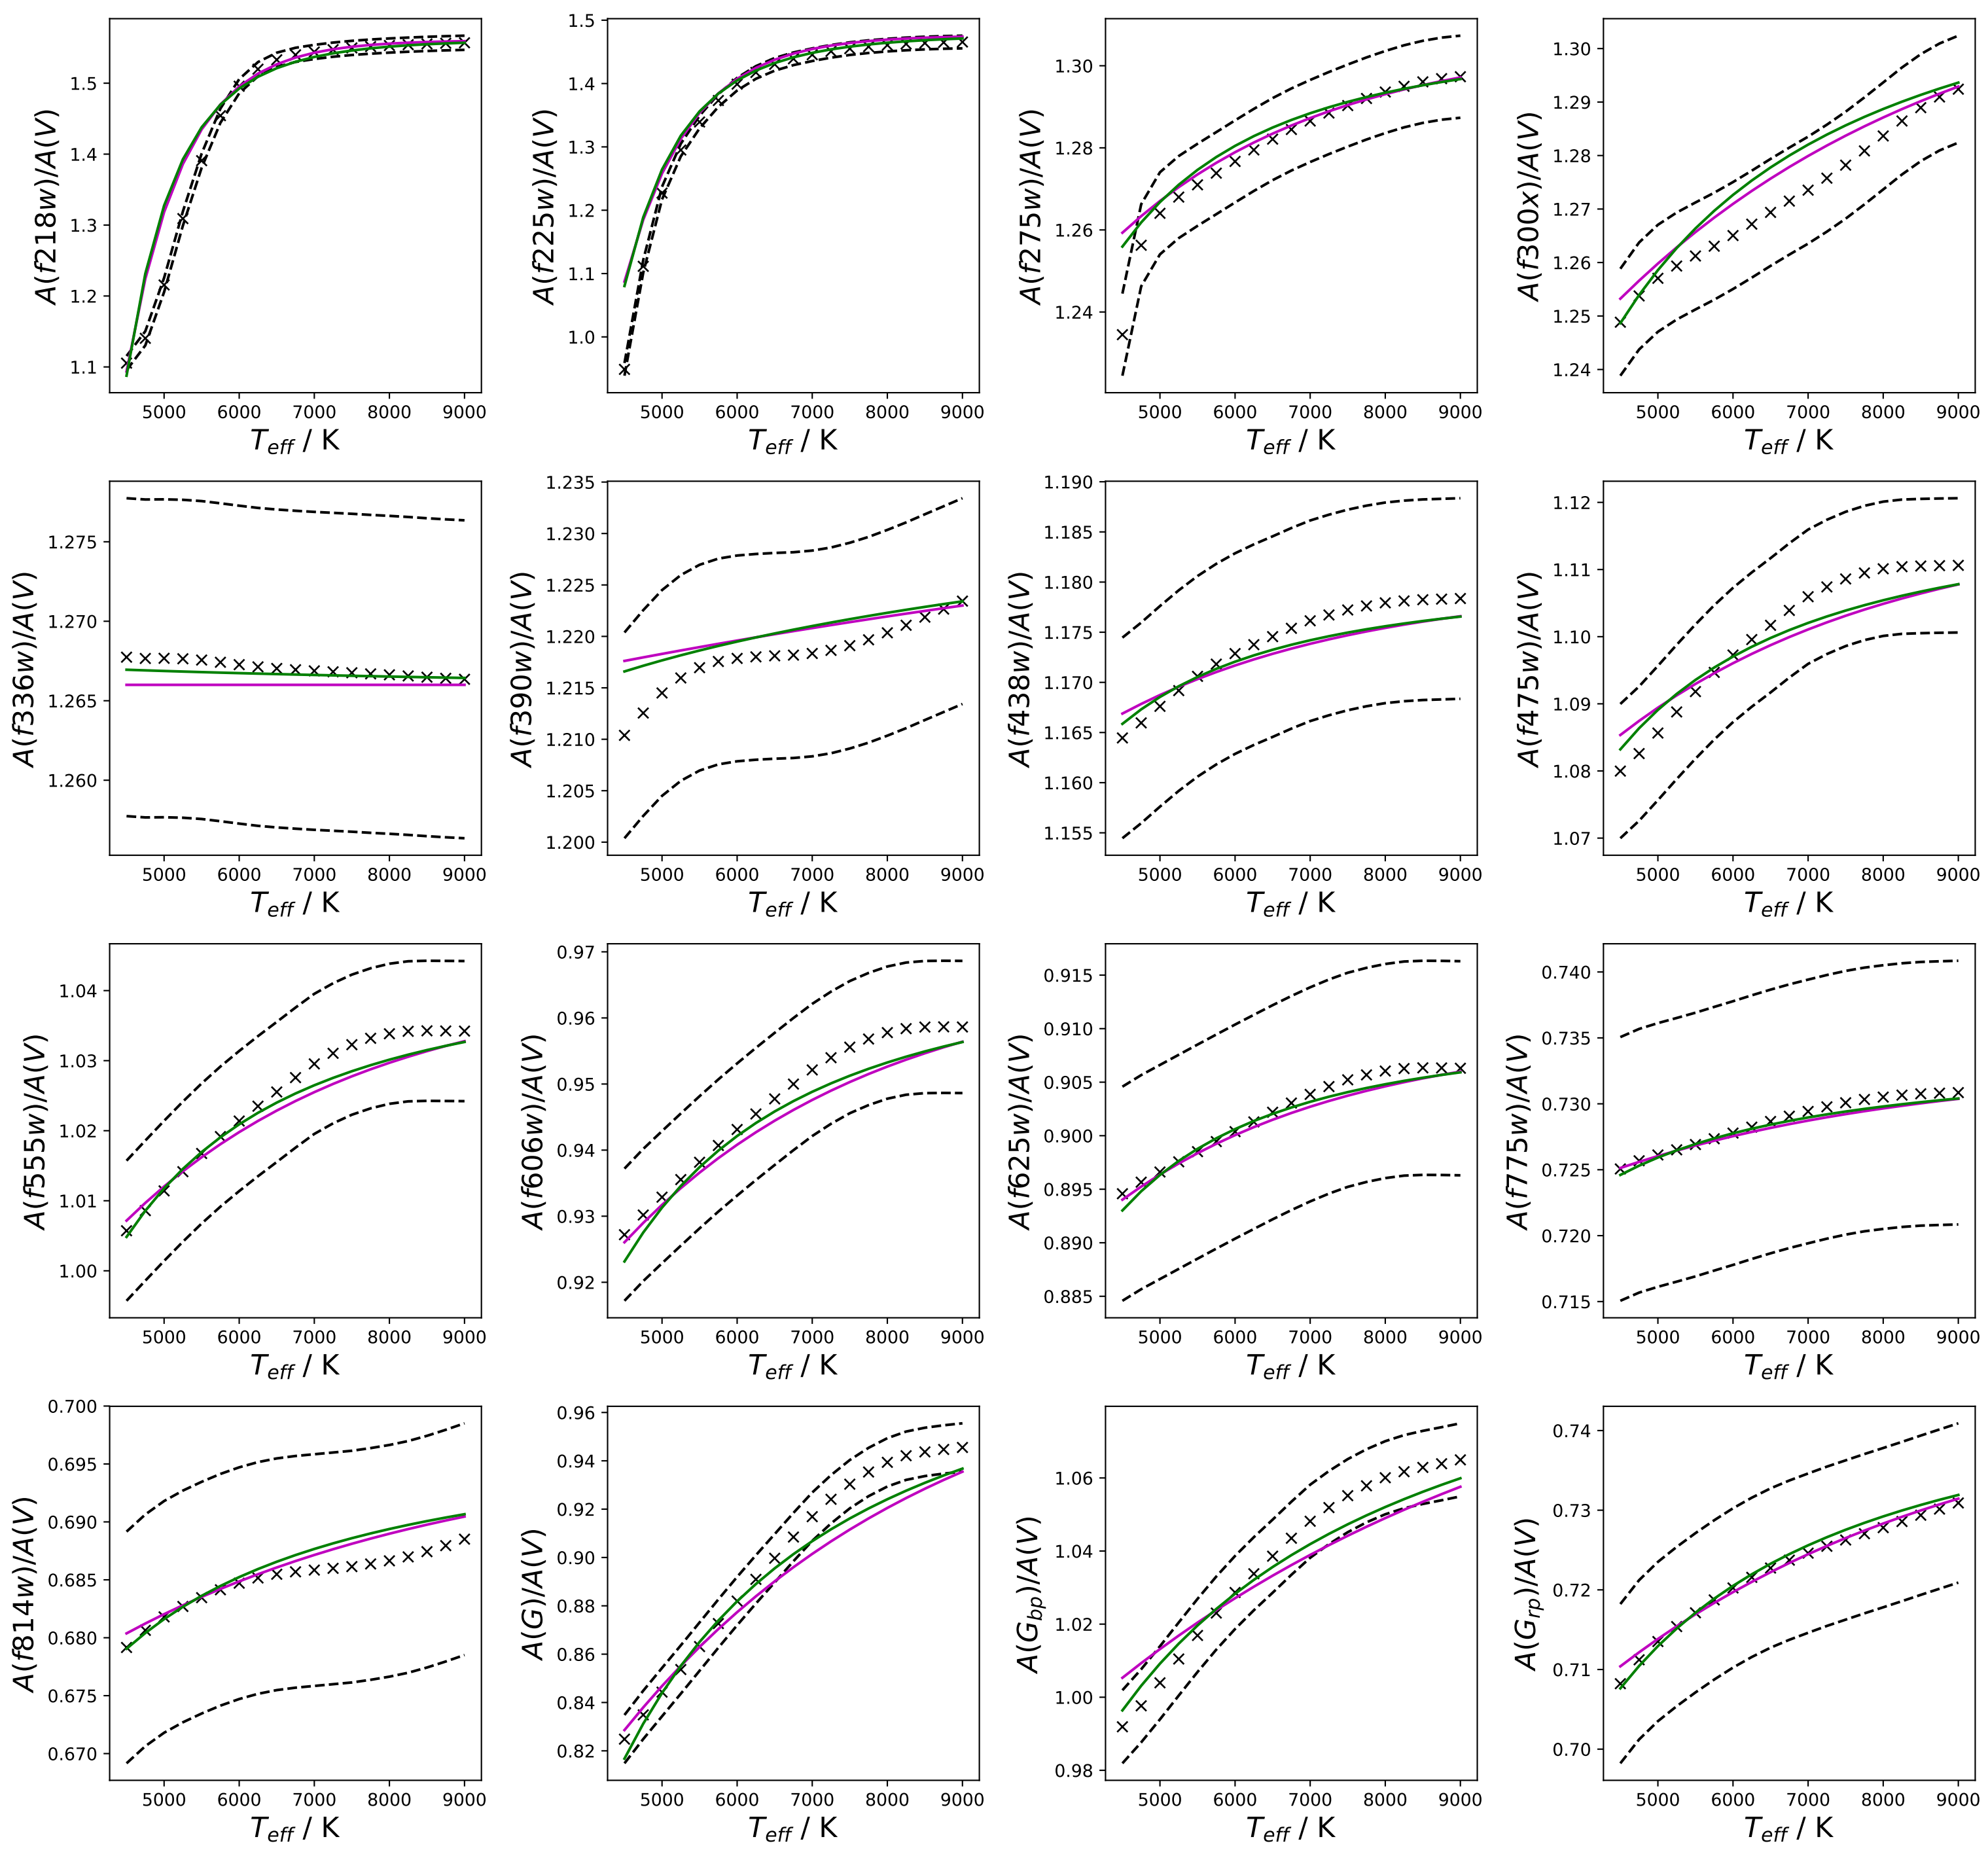 A(f218w)/A(V)
1.5
1.4
1.3
1.2
1.1
5000 6000 7000 8000 9000
T_eff / K
A(f225w)/A(V)
1.5
1.4
1.3
1.2
1.1
1.0
5000 6000 7000 8000 9000
T_eff / K
A(f275w)/A(V)
1.30
1.28
1.26
1.24
5000 6000 7000 8000 9000
T_eff / K
A(f300x)/A(V)
1.30
1.29
1.28
1.27
1.26
1.25
1.24
5000 6000 7000 8000 9000
T_eff / K
A(f336w)/A(V)
1.275
1.270
1.265
1.260
5000 6000 7000 8000 9000
T_eff / K
A(f390w)/A(V)
1.235
1.230
1.225
1.220
1.215
1.210
1.205
1.200
5000 6000 7000 8000 9000
T_eff / K
A(f438w)/A(V)
1.190
1.185
1.180
1.175
1.170
1.165
1.160
1.155
5000 6000 7000 8000 9000
T_eff / K
A(f475w)/A(V)
1.12
1.11
1.10
1.09
1.08
1.07
5000 6000 7000 8000 9000
T_eff / K
A(f555w)/A(V)
1.04
1.03
1.02
1.01
1.00
5000 6000 7000 8000 9000
T_eff / K
A(f606w)/A(V)
0.97
0.96
0.95
0.94
0.93
0.92
5000 6000 7000 8000 9000
T_eff / K
A(f625w)/A(V)
0.915
0.910
0.905
0.900
0.895
0.890
0.885
5000 6000 7000 8000 9000
T_eff / K
A(f775w)/A(V)
0.740
0.735
0.730
0.725
0.720
0.715
5000 6000 7000 8000 9000
T_eff / K
A(f814w)/A(V)
0.700
0.695
0.690
0.685
0.680
0.675
0.670
5000 6000 7000 8000 9000
T_eff / K
A(G)/A(V)
0.96
0.94
0.92
0.90
0.88
0.86
0.84
0.82
5000 6000 7000 8000 9000
T_eff / K
A(G_bp)/A(V)
1.06
1.04
1.02
1.00
0.98
5000 6000 7000 8000 9000
T_eff / K
A(G_rp)/A(V)
0.74
0.73
0.72
0.71
0.70
5000 6000 7000 8000 9000
T_eff / K